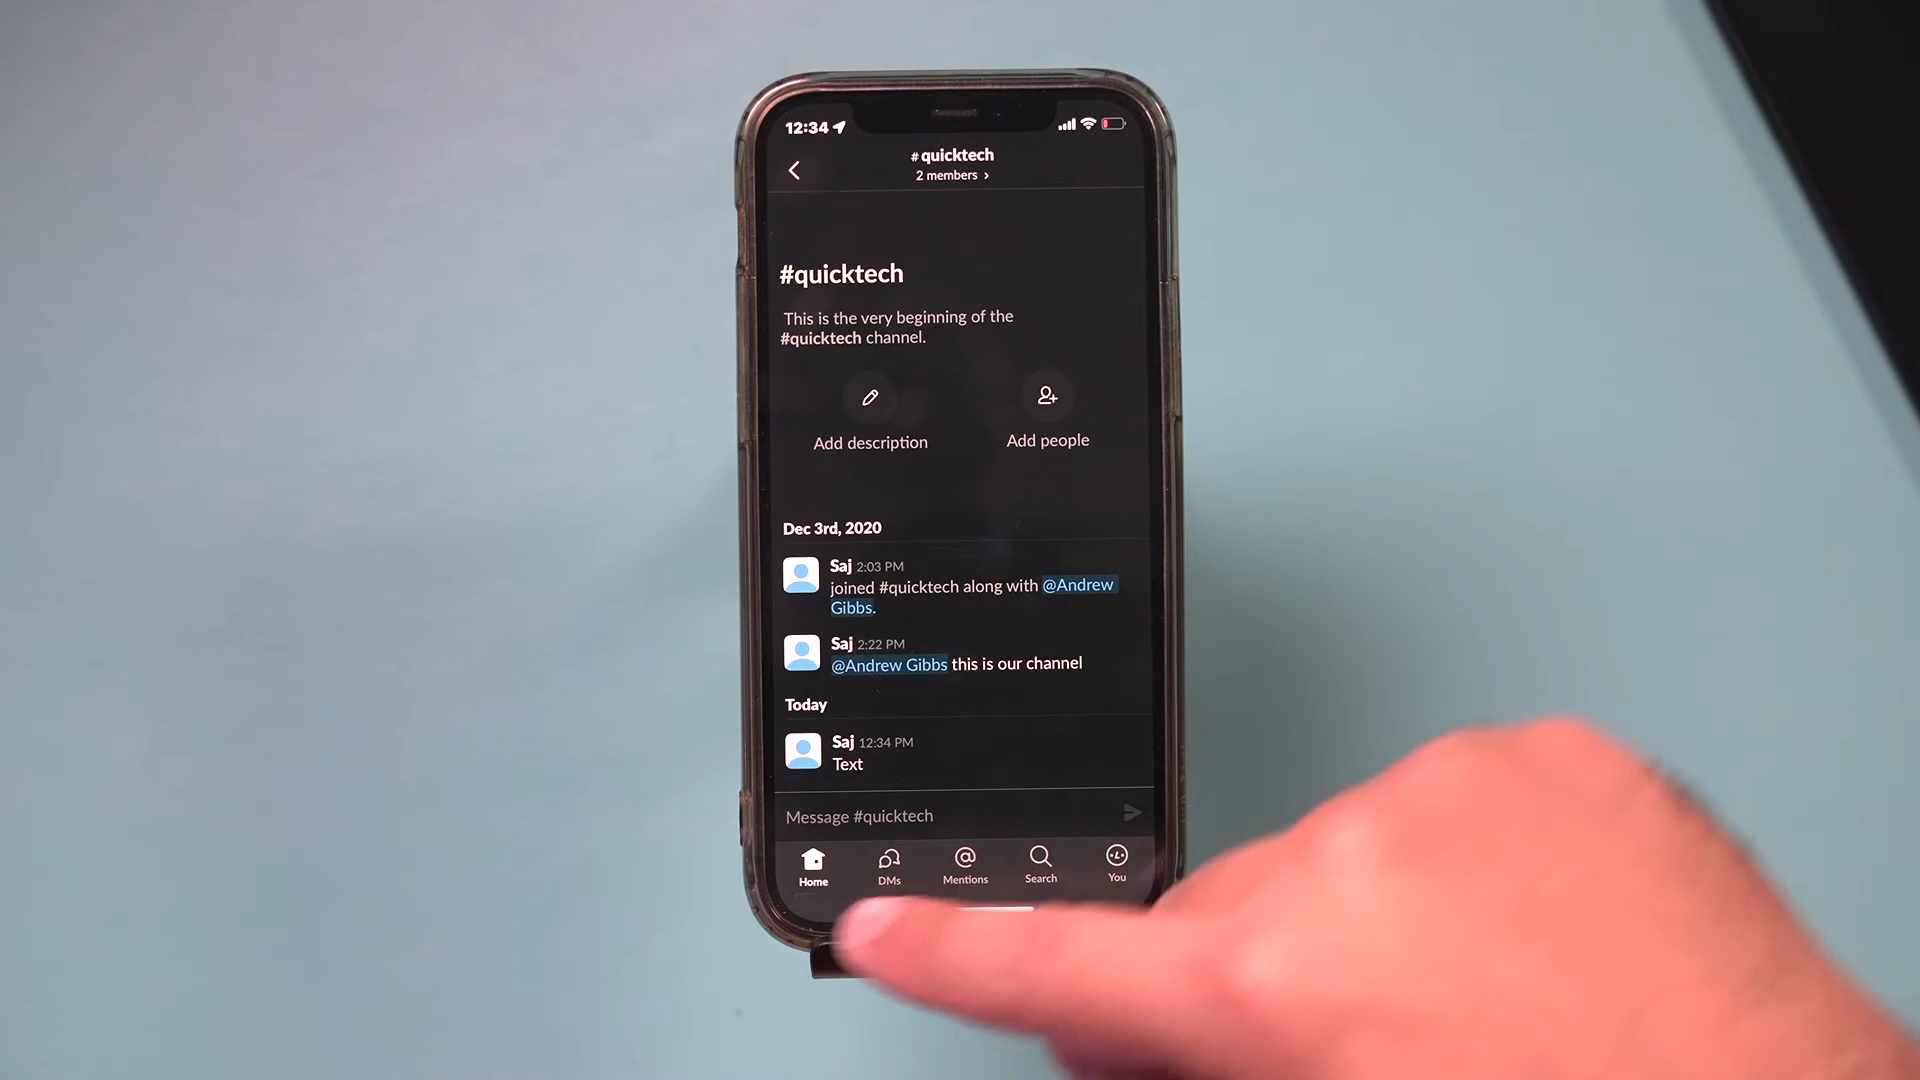 12:34
#quicktech
2 members >
#quicktech
This is the very beginning of the
#quicktech channel.
Add description
Add people
Dec 3rd, 2020
Saj 2:03 PM
joined #quicktech along with @Andrew
Gibbs.
Saj 2:22 PM
@Andrew Gibbs this is our channel
Today
Saj 12:34 PM
Text
Message #quicktech
Home
DMs
Mentions
Search
You